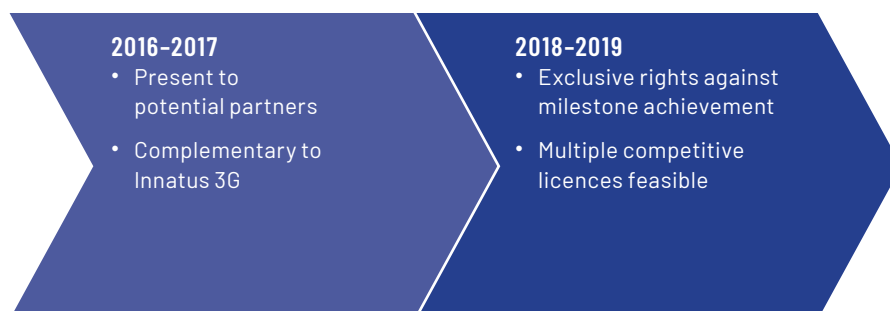 2016–2017
• Present to
potential partners
• Complementary to
Innatus 3G
2018–2019
• Exclusive rights against
milestone achievement
• Multiple competitive
licences feasible